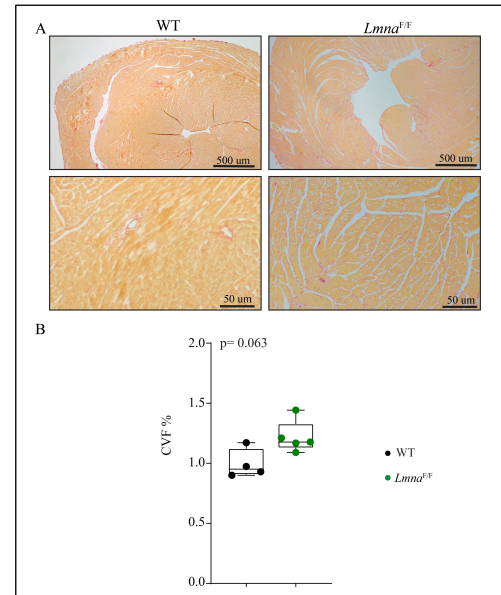 WT
Lmna^F/F
A
500 um
500 um
50 um
50 um
B
p= 0.063
2.0
1.5
1.0
0.5
0.0
CVF %
WT
Lmna^F/F